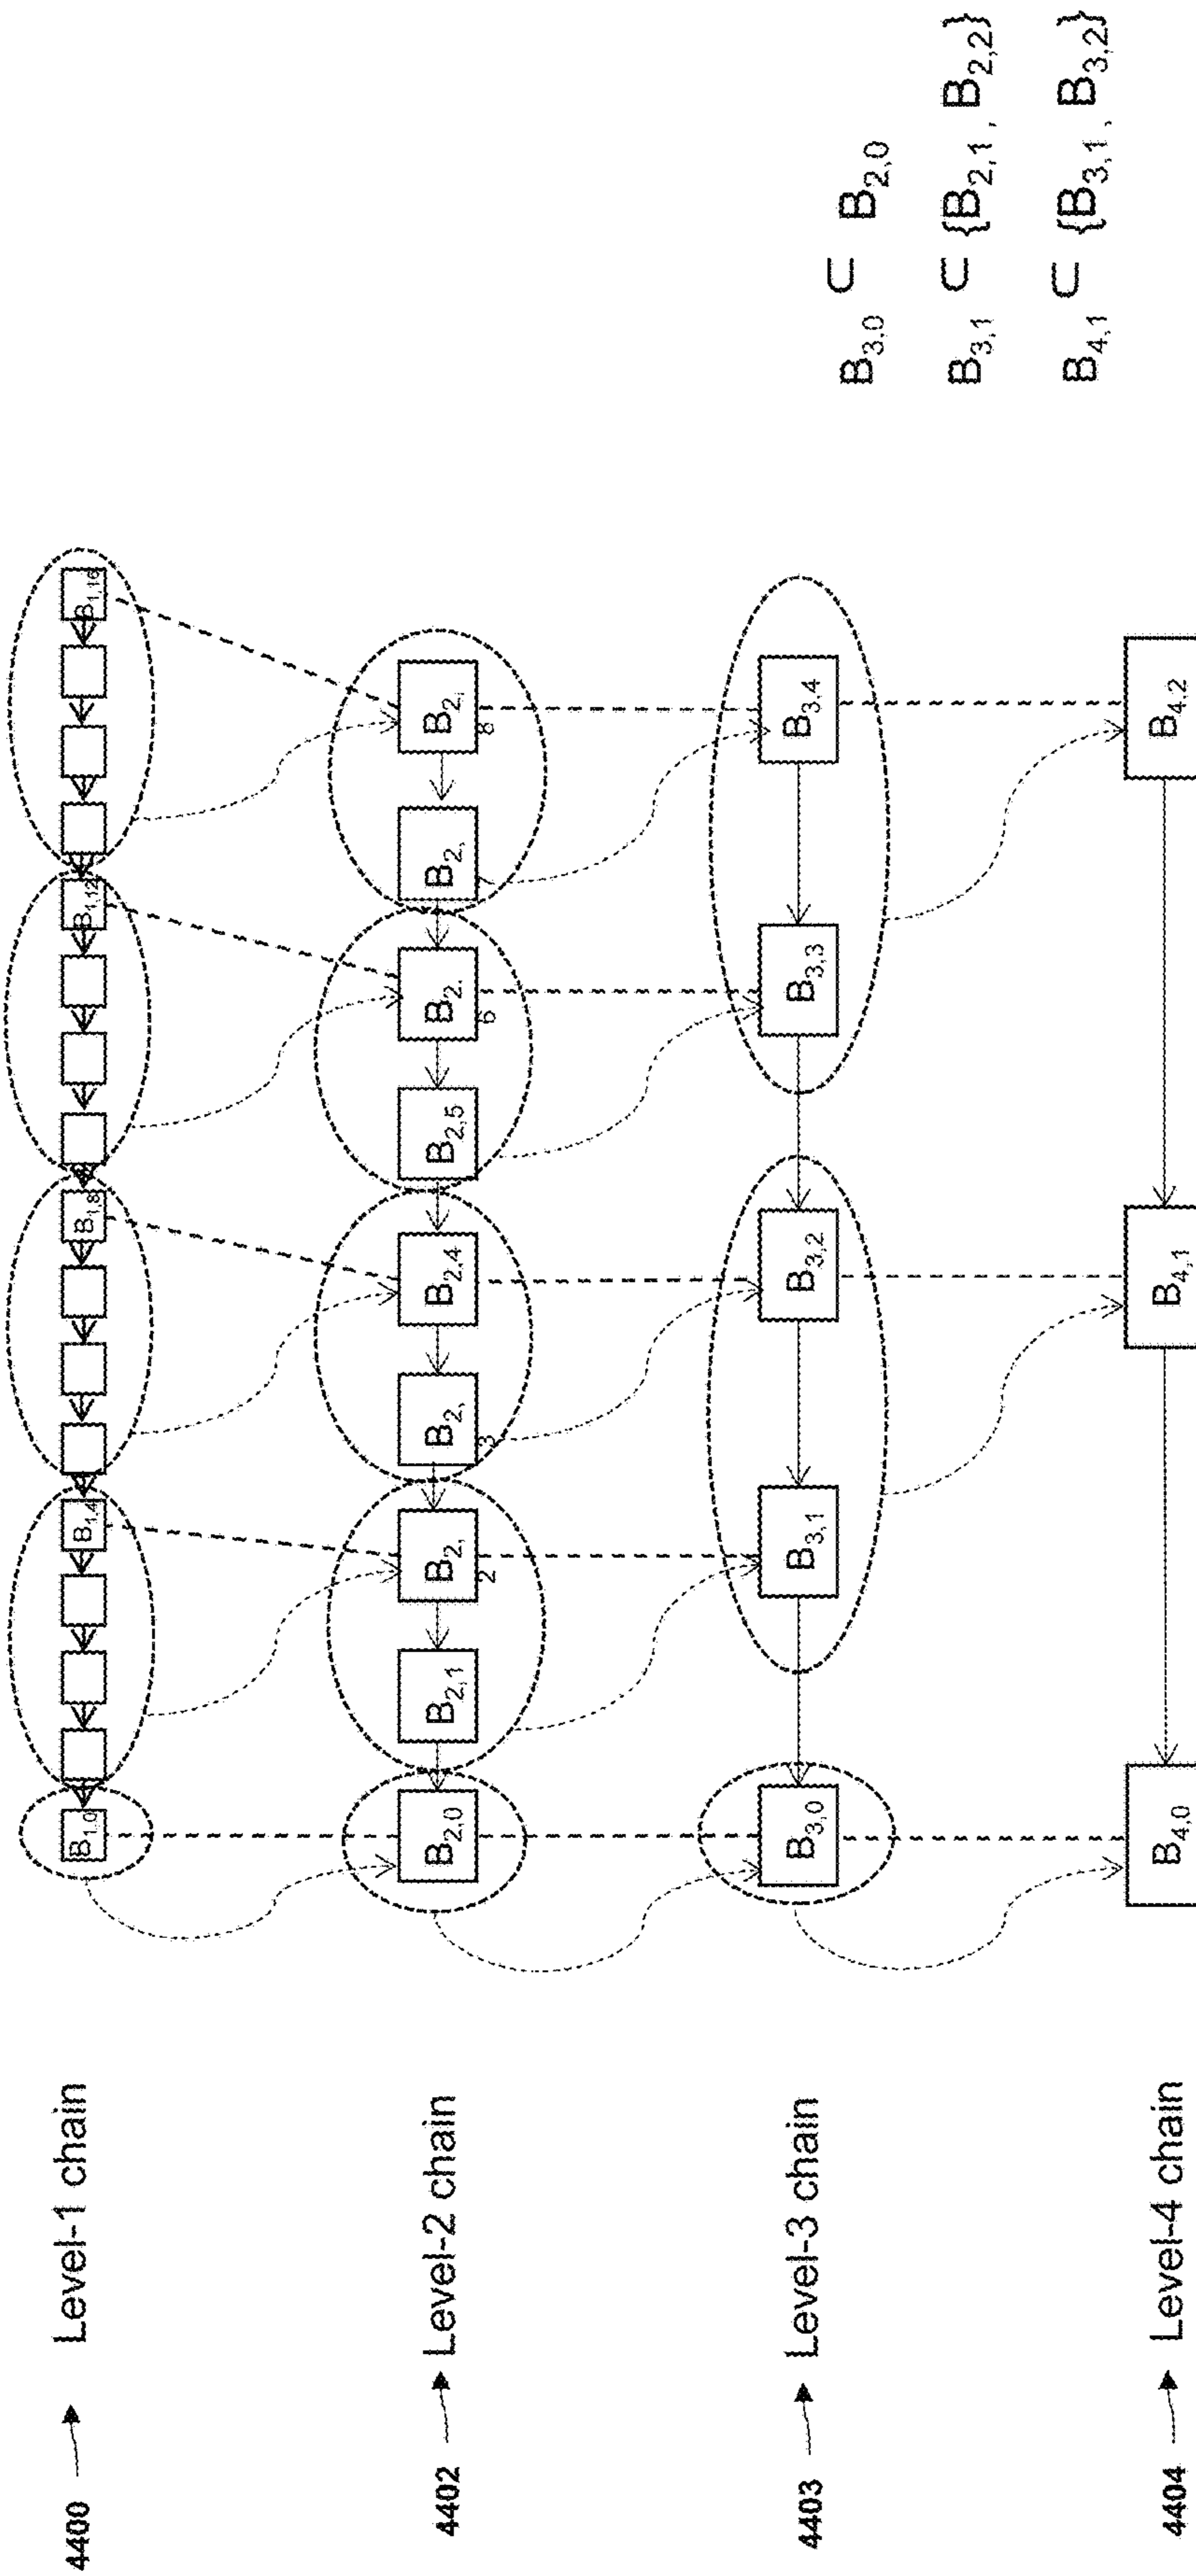 4400 Level-1 chain
B1,0
B1,4
B1,8
B1,12
B1,16
4402 Level-2 chain
B2,0
B2,1
B2,2
B2,3
B2,4
B2,5
B2,6
B2,7
B2,8
4403 Level-3 chain
B3,0
B3,1
B3,2
B3,3
B3,4
4404 Level-4 chain
B4,0
B4,1
B4,2
B3,0 ⊂ B2,0
B3,1 ⊂ {B2,1, B2,2}
B4,1 ⊂ {B3,1, B3,2}